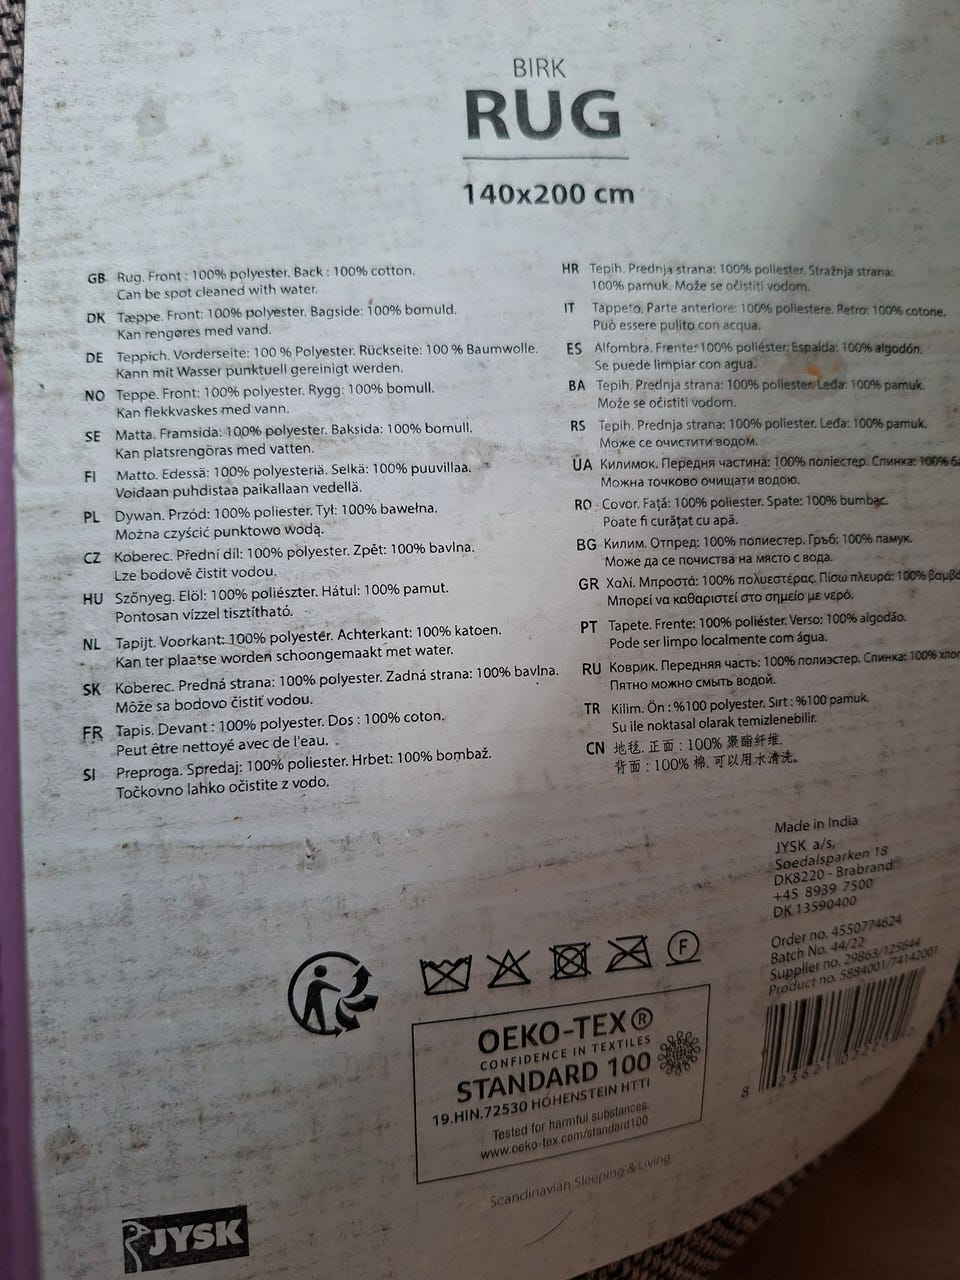 BIRK
RUG
140x200 cm
GB Rug. Front : 100% polyester. Back : 100% cotton.
Can be spot cleaned with water.
DK Tæppe. Front: 100% polyester. Bagside: 100% bomuld.
Kan rengøres med vand.
DE Teppich. Vorderseite: 100 % Polyester. Rückseite: 100 % Baumwolle.
Kann mit Wasser punktuell gereinigt werden.
NO Teppe. Front: 100% polyester. Rygg: 100% bomull.
Kan flekkvaskes med vann.
SE Matta. Framsida: 100% polyester. Baksida: 100% bomull.
Kan platsrengöras med vatten.
FI Matto. Edessä: 100% polyesteriä. Selkä: 100% puuvillaa.
Voidaan puhdistaa paikallaan vedellä.
PL Dywan. Przód: 100% poliester. Tył: 100% bawełna.
Można czyścić punktowo wodą.
CZ Koberec. Přední díl: 100% polyester. Zpět: 100% bavlna.
Lze bodově čistit vodou.
HU Szőnyeg. Elöl: 100% poliészter. Hátul: 100% pamut.
Pontosan vízzel tisztítható.
NL Tapijt. Voorkant: 100% polyester. Achterkant: 100% katoen.
Kan ter plaatse worden schoongemaakt met water.
SK Koberec. Predná strana: 100% polyester. Zadná strana: 100% bavlna.
Môže sa bodovo čistiť vodou.
FR Tapis. Devant : 100% polyester. Dos : 100% coton.
Peut être nettoyé avec de l'eau.
SI Preproga. Spredaj: 100% poliester. Hrbet: 100% bombaž.
Točkovno lahko očistite z vodo.
HR Tepih. Prednja strana: 100% poliester. Stražnja strana:
100% pamuk. Može se očistiti vodom.
IT Tappeto. Parte anteriore: 100% poliestere. Retro: 100% cotone.
Può essere pulito con acqua.
ES Alfombra. Frente: 100% poliéster. Espalda: 100% algodón.
Se puede limpiar con agua.
BA Tepih. Prednja strana: 100% poliester. Leđa: 100% pamuk.
Može se očistiti vodom.
RS Tepih. Prednja strana: 100% poliester. Leđa: 100% pamuk.
Може се очистити водом.
UA Килимок. Передня частина: 100% поліестер. Спинка: 100%
Можна точково очищати водою.
RO Covor. Față: 100% poliester. Spate: 100% bumbac.
Poate fi curățat cu apă.
BG Килим. Отпред: 100% полиестер. Гръб: 100% памук.
Може да се почиства на място с вода.
GR Χαλί. Μπροστά: 100% πολυεστέρας. Πίσω πλευρά: 100%
Μπορεί να καθαριστεί στο σημείο με νερό.
PT Tapete. Frente: 100% poliéster. Verso: 100% algodão.
Pode ser limpo localmente com água.
RU Коврик. Передняя часть: 100% полиэстер. Спинка: 100%
Пятно можно смыть водой.
TR Kilim. Ön : %100 polyester. Sırt : %100 pamuk.
Su ile noktasal olarak temizlenebilir.
CN 地毯. 正面 : 100% 聚酯纤维.
背面 : 100% 棉. 可以用水清洗。
Made in India
JYSK a/s,
Soedalsparken 18
DK8220 - Brabrand
+45 8939 7500
DK 13590400
Order no. 4550774624
Batch No. 44/22
Supplier no. 29863/125644
Product no. 5884001/74142001
F
OEKO-TEX®
CONFIDENCE IN TEXTILES
STANDARD 100
19.HIN.72530 HOHENSTEIN HTTI
Tested for harmful substances.
www.oeko-tex.com/standard100
Scandinavian Sleeping & Living
JYSK